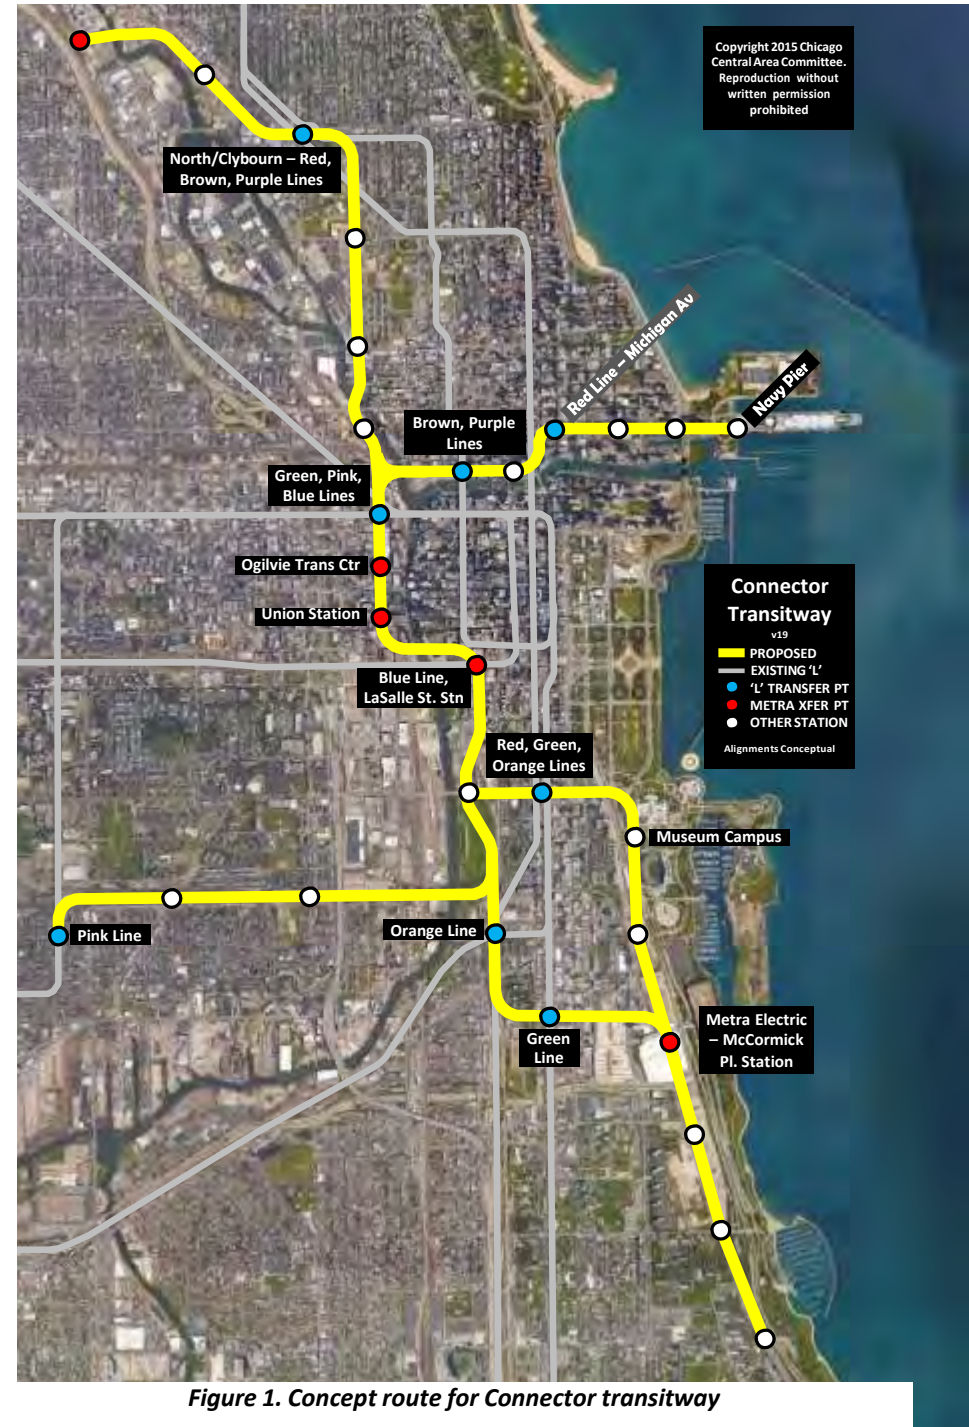 Copyright 2015 Chicago
Central Area Committee.
Reproduction without
written permission
prohibited
North/Clybourn – Red,
Brown, Purple Lines
Red Line – Michigan Av
Navy Pier
Brown, Purple
Lines
Green, Pink,
Blue Lines
Ogilvie Trans Ctr
Union Station
Connector
Transitway
v19
PROPOSED
EXISTING ‘L’
‘L’ TRANSFER PT
METRA XFER PT
OTHER STATION
Alignments Conceptual
Blue Line,
LaSalle St. Stn
Red, Green,
Orange Lines
Museum Campus
Pink Line
Orange Line
Green
Line
Metra Electric
– McCormick
Pl. Station
Figure 1. Concept route for Connector transitway